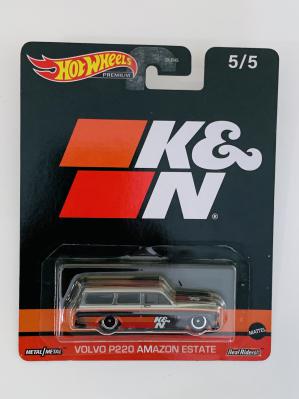 Hot Wheels
PREMIUM
5/5
K&
N®
K&N
METAL/METAL
VOLVO P220 AMAZON ESTATE
Real Riders
MATTEL